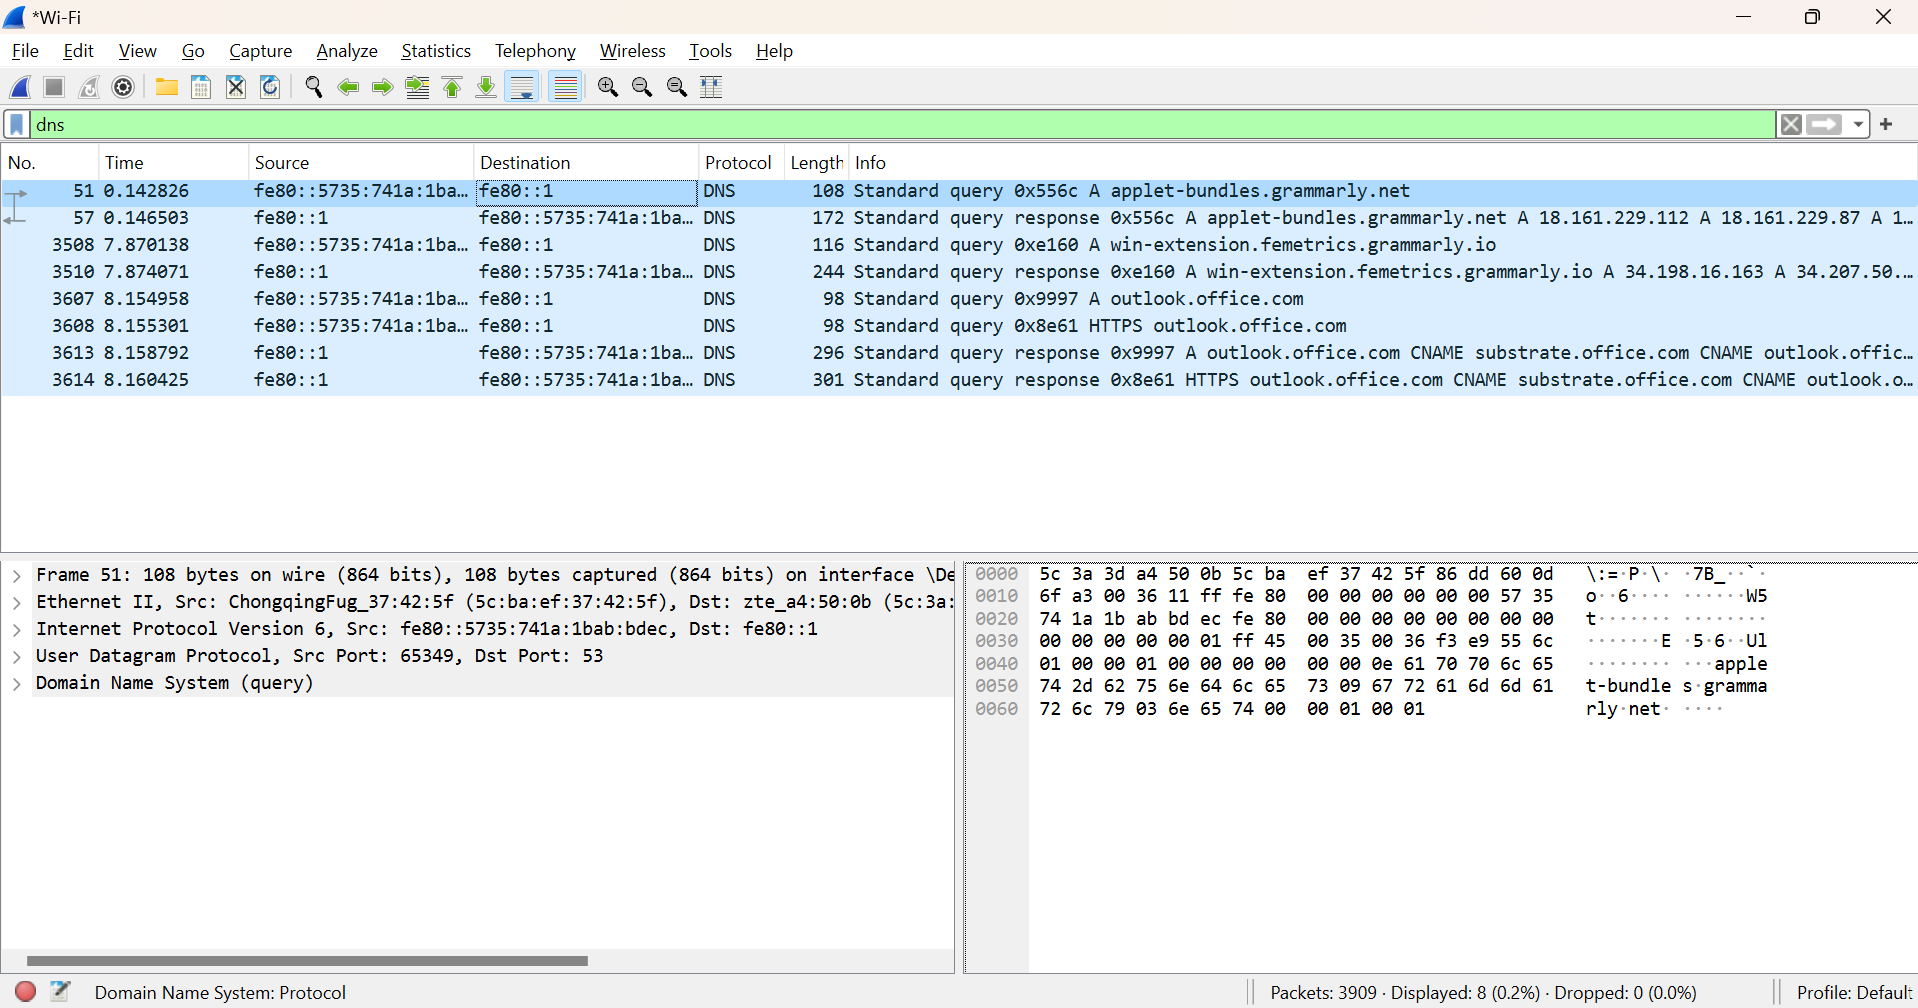 *Wi-Fi
File Edit View Go Capture Analyze Statistics Telephony Wireless Tools Help
dns
No. Time Source Destination Protocol Length Info
51 0.142826 fe80::5735:741a:1ba… fe80::1 DNS 108 Standard query 0x556c A applet-bundles.grammarly.net
57 0.146503 fe80::1 fe80::5735:741a:1ba… DNS 172 Standard query response 0x556c A applet-bundles.grammarly.net A 18.161.229.112 A 18.161.229.87 A 1…
3508 7.870138 fe80::5735:741a:1ba… fe80::1 DNS 116 Standard query 0xe160 A win-extension.femetrics.grammarly.io
3510 7.874071 fe80::1 fe80::5735:741a:1ba… DNS 244 Standard query response 0xe160 A win-extension.femetrics.grammarly.io A 34.198.16.163 A 34.207.50.…
3607 8.154958 fe80::5735:741a:1ba… fe80::1 DNS 98 Standard query 0x9997 A outlook.office.com
3608 8.155301 fe80::5735:741a:1ba… fe80::1 DNS 98 Standard query 0x8e61 HTTPS outlook.office.com
3613 8.158792 fe80::1 fe80::5735:741a:1ba… DNS 296 Standard query response 0x9997 A outlook.office.com CNAME substrate.office.com CNAME outlook.offic…
3614 8.160425 fe80::1 fe80::5735:741a:1ba… DNS 301 Standard query response 0x8e61 HTTPS outlook.office.com CNAME substrate.office.com CNAME outlook.o…
Frame 51: 108 bytes on wire (864 bits), 108 bytes captured (864 bits) on interface \De
Ethernet II, Src: ChongqingFug_37:42:5f (5c:ba:ef:37:42:5f), Dst: zte_a4:50:0b (5c:3a:
Internet Protocol Version 6, Src: fe80::5735:741a:1bab:bdec, Dst: fe80::1
User Datagram Protocol, Src Port: 65349, Dst Port: 53
Domain Name System (query)
0000 5c 3a 3d a4 50 0b 5c ba ef 37 42 5f 86 dd 60 0d \:=·P·\· ·7B_··`·
0010 6f a3 00 36 11 ff fe 80 00 00 00 00 00 00 57 35 o··6···· ······W5
0020 74 1a 1b ab bd ec fe 80 00 00 00 00 00 00 00 00 t······· ········
0030 00 00 00 00 00 01 ff 45 00 35 00 36 f3 e9 55 6c ·······E ·5·6··Ul
0040 01 00 00 01 00 00 00 00 00 00 0e 61 70 70 6c 65 ········ ···apple
0050 74 2d 62 75 6e 64 6c 65 73 09 67 72 61 6d 6d 61 t-bundle s·gramma
0060 72 6c 79 03 6e 65 74 00 00 01 00 01 rly·net· ····
Domain Name System: Protocol
Packets: 3909 · Displayed: 8 (0.2%) · Dropped: 0 (0.0%)
Profile: Default